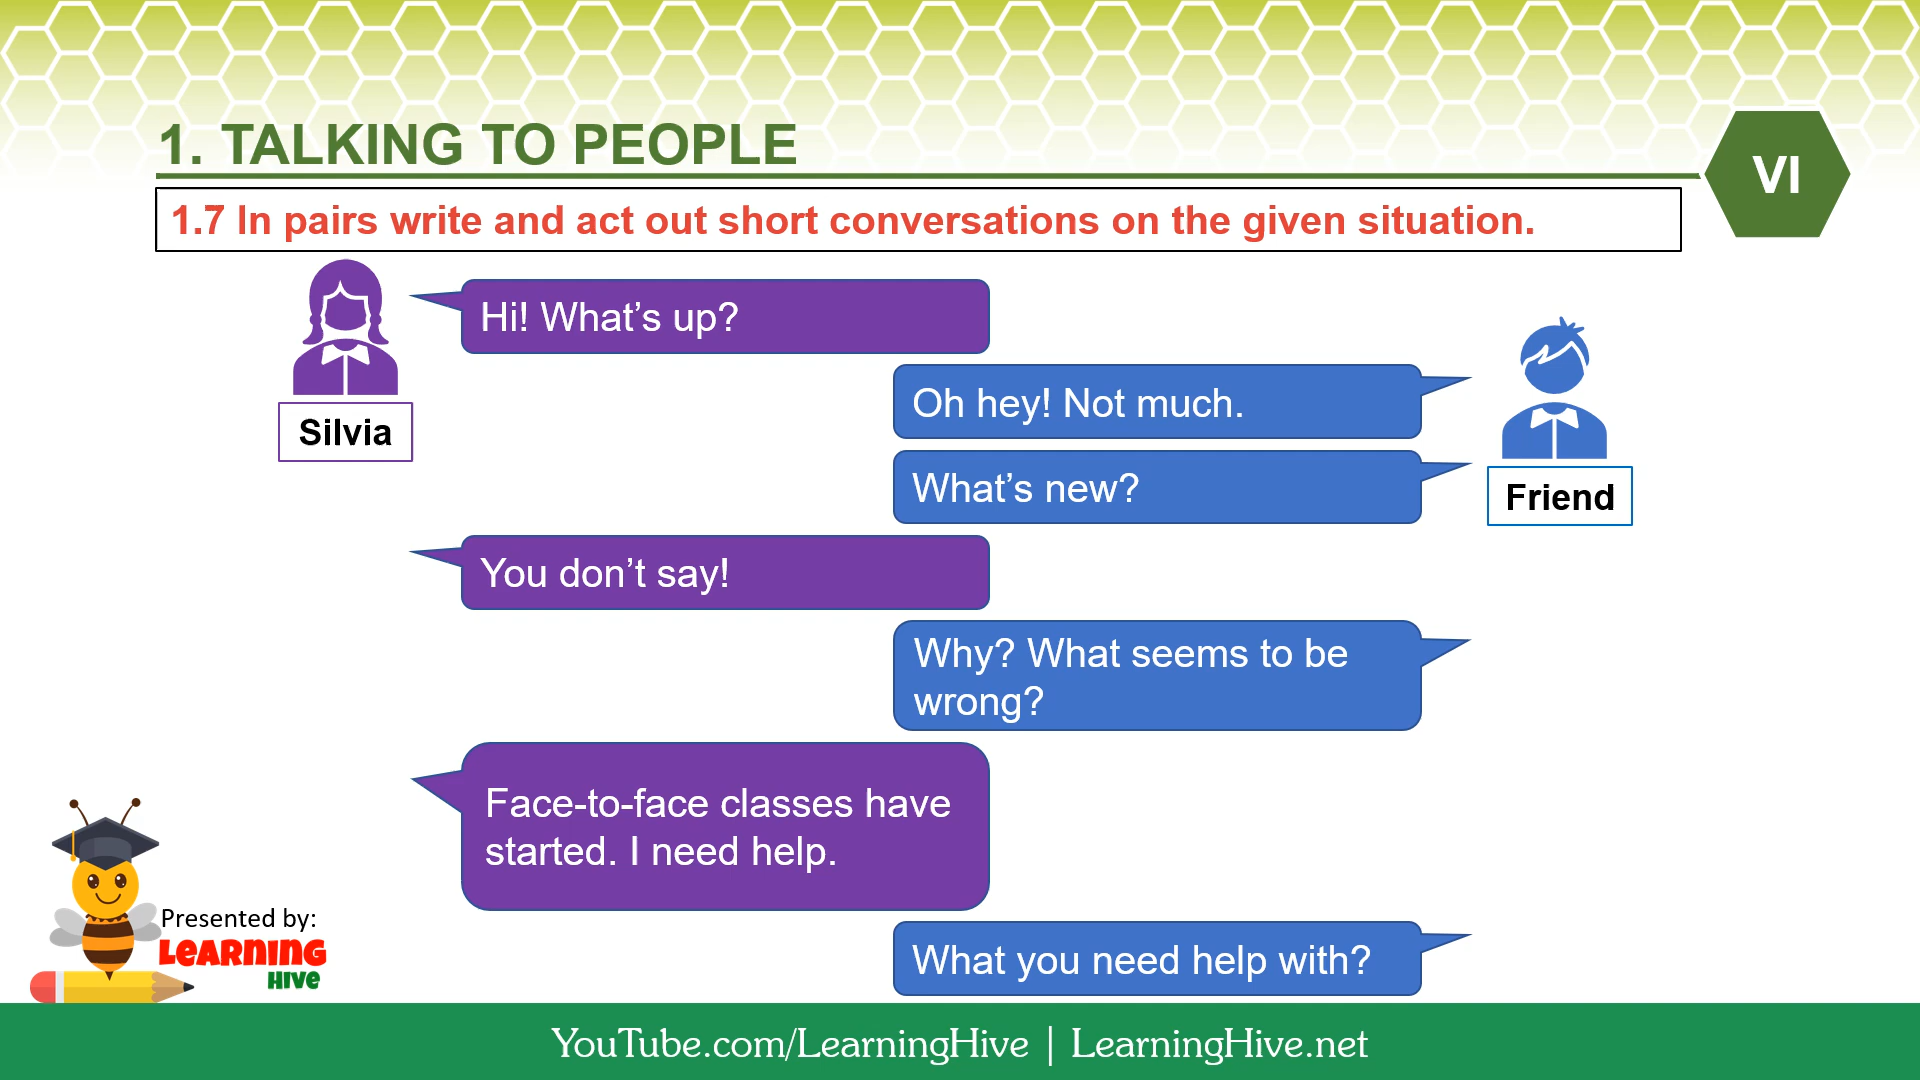 1. TALKING TO PEOPLE
VI
1.7 In pairs write and act out short conversations on the given situation.
Hi! What’s up?
Silvia
Oh hey! Not much.
What’s new?
Friend
You don’t say!
Why? What seems to be
wrong?
Face-to-face classes have
started. I need help.
What you need help with?
Presented by:
LEARNING
HIVE
YouTube.com/LearningHive | LearningHive.net